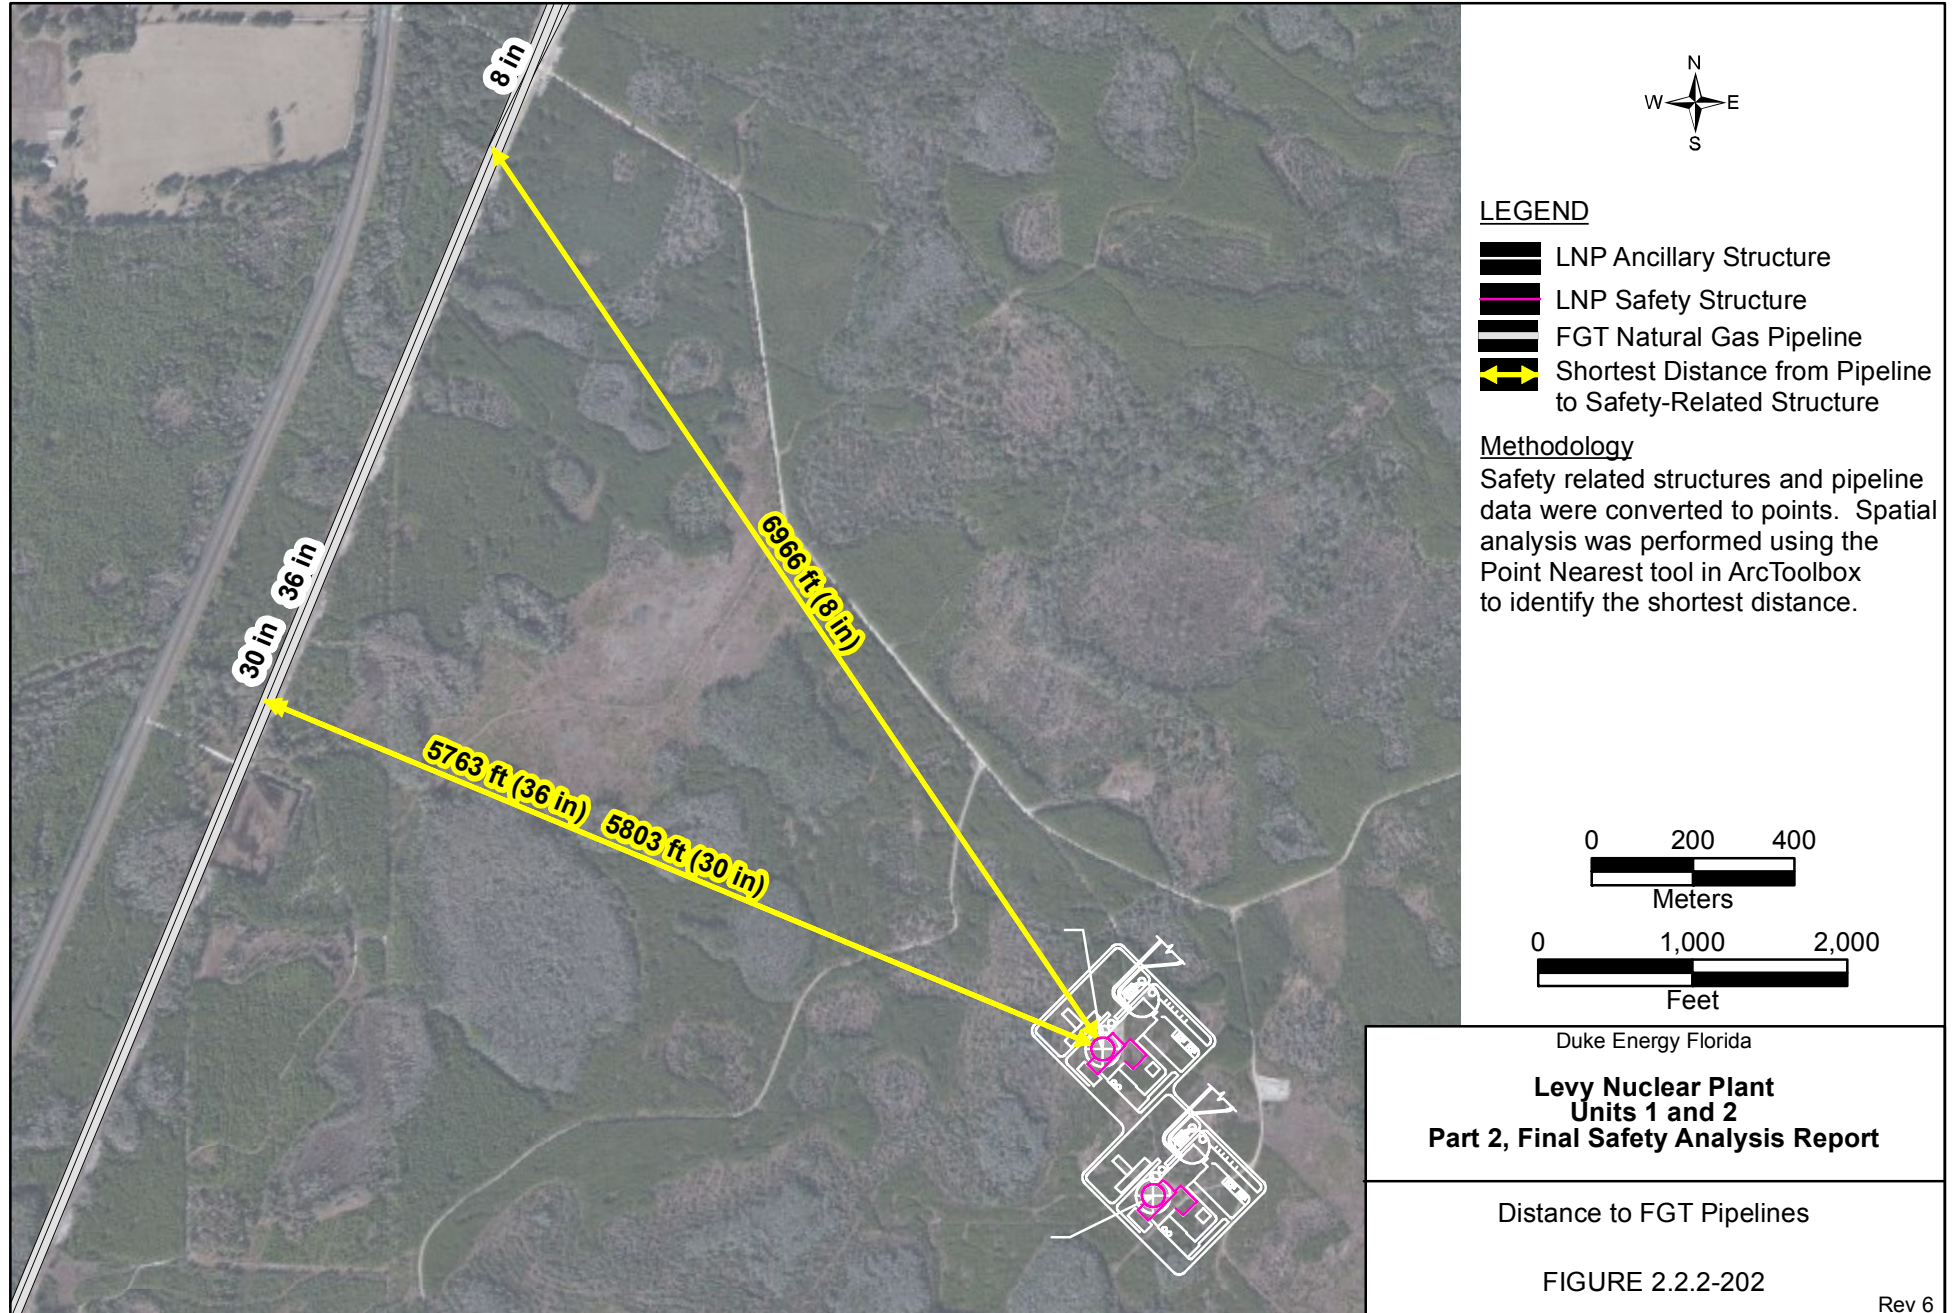 8 in
36 in
30 in
6966 ft (8 in)
5763 ft (36 in) 5803 ft (30 in)
N
W E
S
LEGEND
LNP Ancillary Structure
LNP Safety Structure
FGT Natural Gas Pipeline
Shortest Distance from Pipeline
to Safety-Related Structure
Methodology
Safety related structures and pipeline
data were converted to points. Spatial
analysis was performed using the
Point Nearest tool in ArcToolbox
to identify the shortest distance.
0 200 400
Meters
0 1,000 2,000
Feet
Duke Energy Florida
Levy Nuclear Plant
Units 1 and 2
Part 2, Final Safety Analysis Report
Distance to FGT Pipelines
FIGURE 2.2.2-202
Rev 6